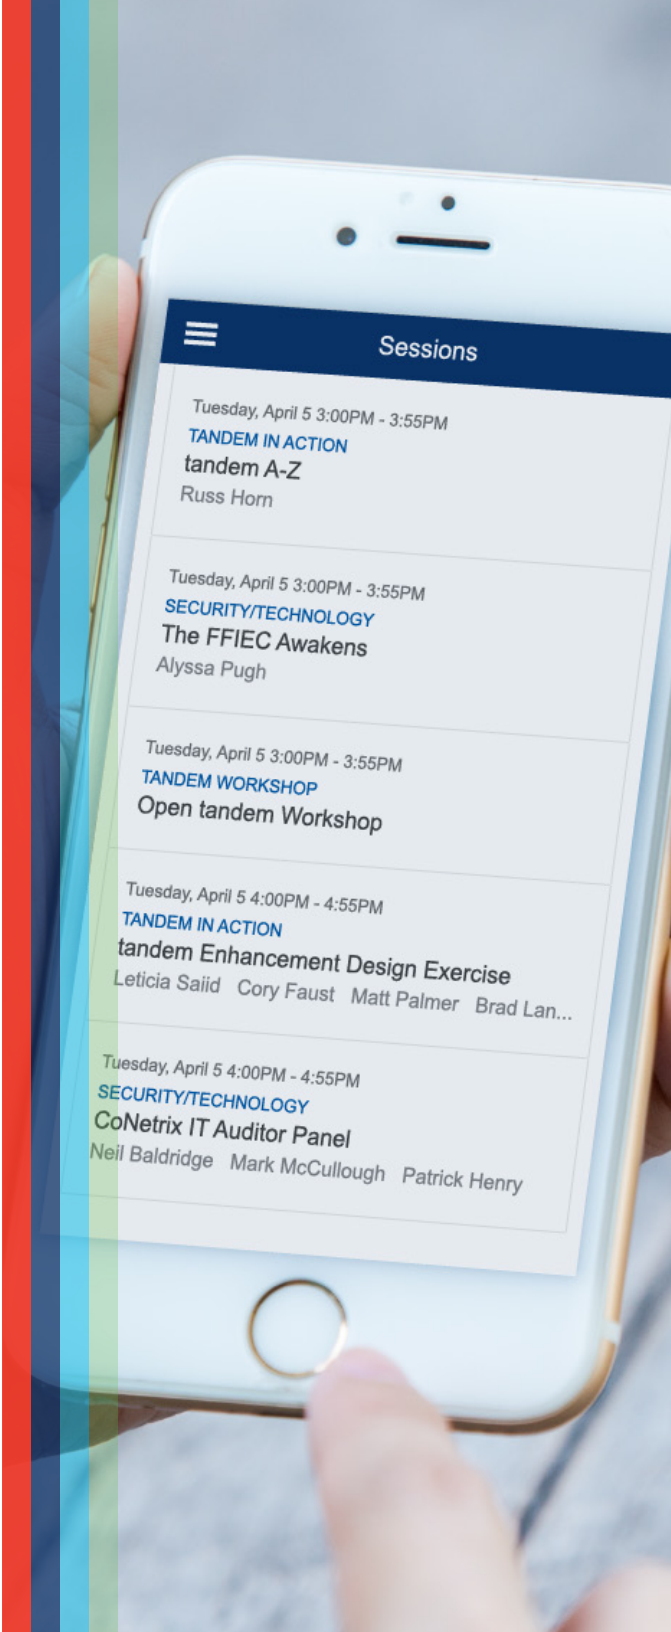 Sessions
Tuesday, April 5 3:00PM - 3:55PM
TANDEM IN ACTION
tandem A-Z
Russ Horn
Tuesday, April 5 3:00PM - 3:55PM
SECURITY/TECHNOLOGY
The FFIEC Awakens
Alyssa Pugh
Tuesday, April 5 3:00PM - 3:55PM
TANDEM WORKSHOP
Open tandem Workshop
Tuesday, April 5 4:00PM - 4:55PM
TANDEM IN ACTION
tandem Enhancement Design Exercise
Leticia Saiid Cory Faust Matt Palmer Brad Lan...
Tuesday, April 5 4:00PM - 4:55PM
SECURITY/TECHNOLOGY
CoNetrix IT Auditor Panel
Neil Baldridge Mark McCullough Patrick Henry